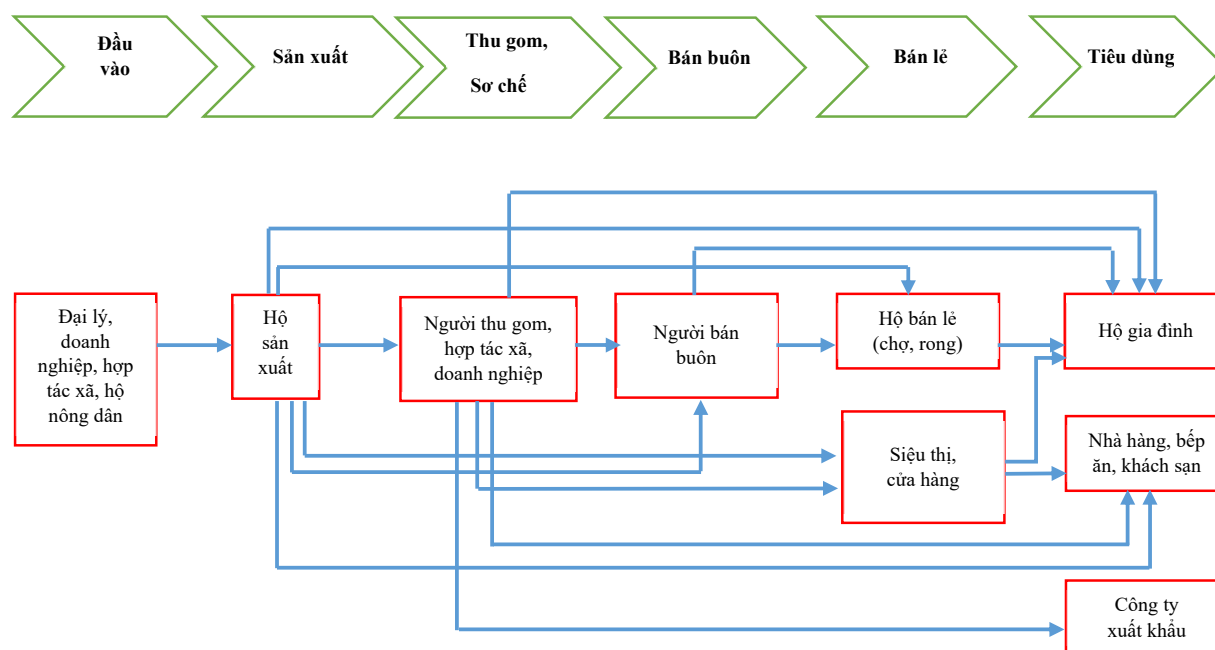 Đầu
vào
Sản xuất
Thu gom,
Sơ chế
Bán buôn
Bán lẻ
Tiêu dùng
Đại lý,
doanh
nghiệp, hợp
tác xã, hộ
nông dân
Hộ
sản
xuất
Người thu gom,
hợp tác xã,
doanh nghiệp
Người bán
buôn
Hộ bán lẻ
(chợ, rong)
Hộ gia đình
Siệu thị,
cửa hàng
Nhà hàng, bếp
ăn, khách sạn
Công ty
xuất khẩu